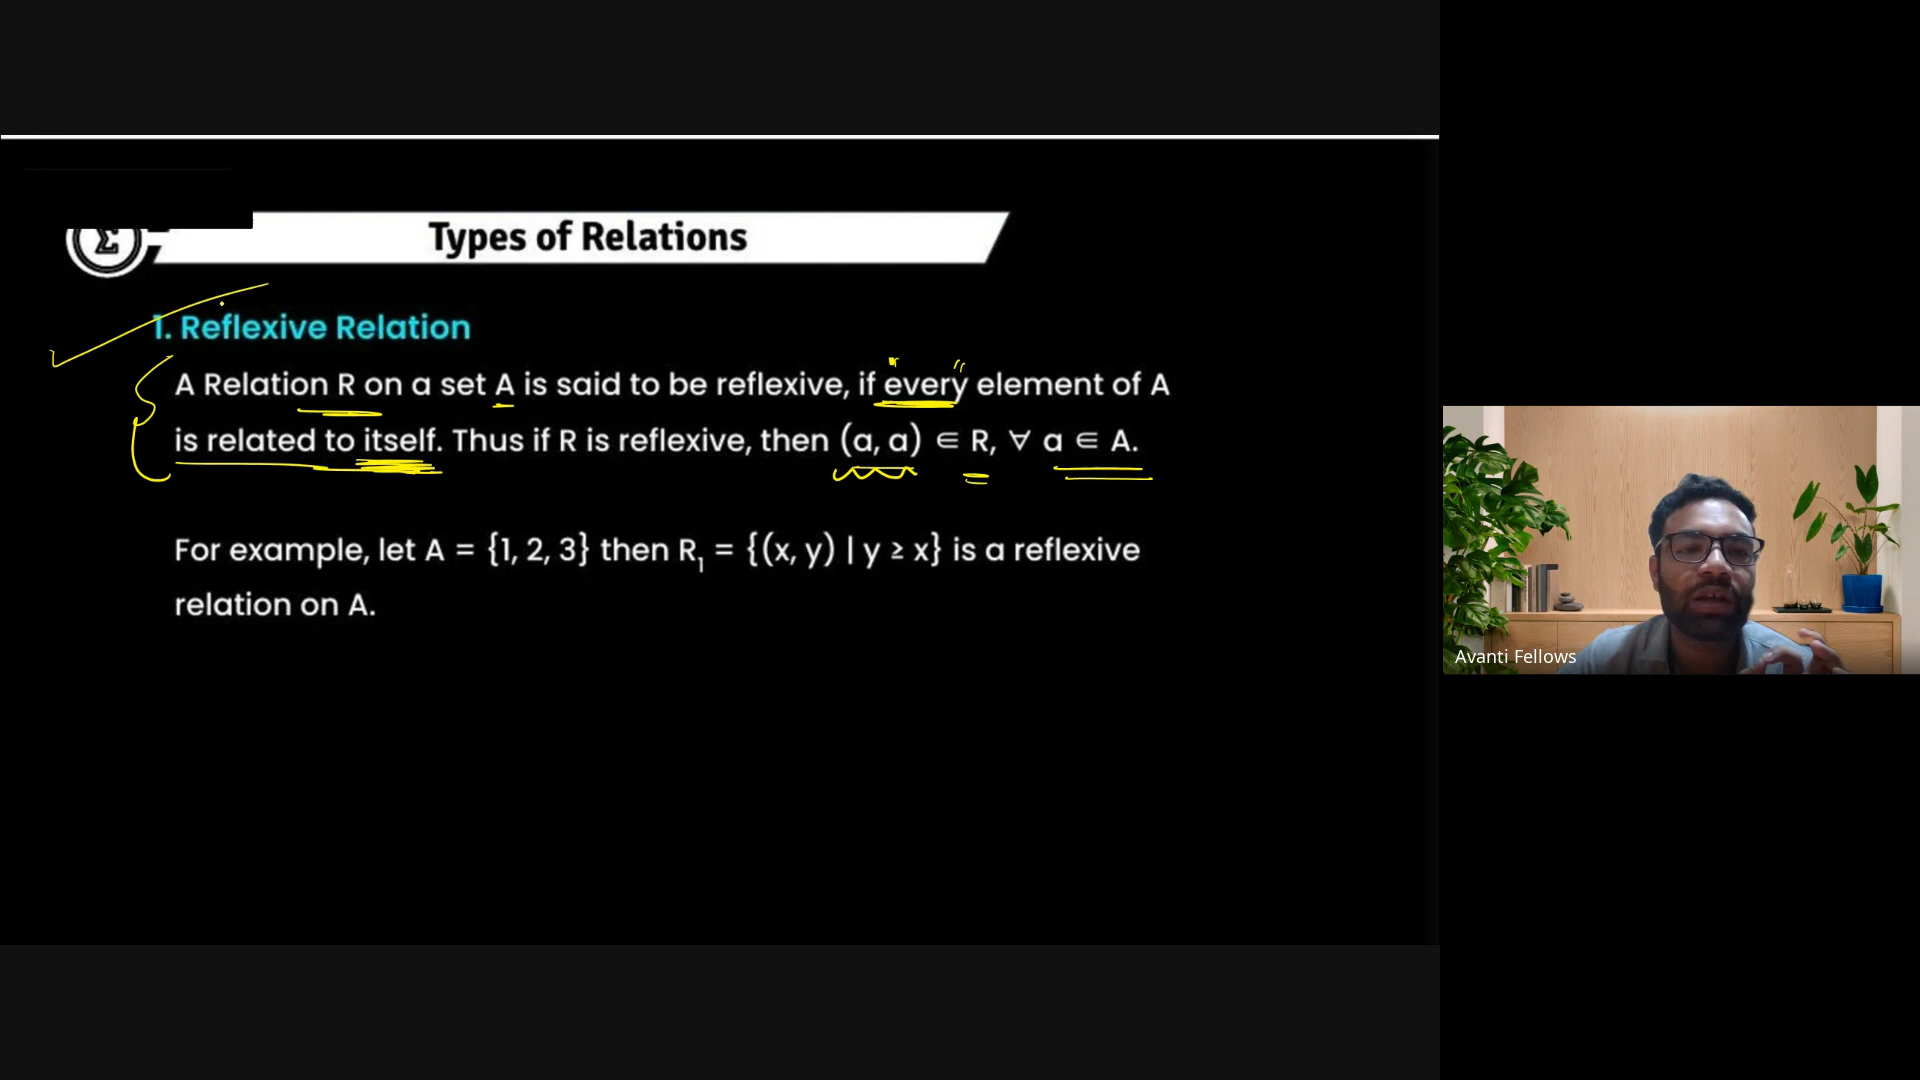 Σ
Types of Relations
1. Reflexive Relation
A Relation R on a set A is said to be reflexive, if every element of A
is related to itself. Thus if R is reflexive, then (a, a) ∈ R, ∀ a ∈ A.
For example, let A = {1, 2, 3} then R₁ = {(x, y) | y ≥ x} is a reflexive
relation on A.
Avanti Fellows